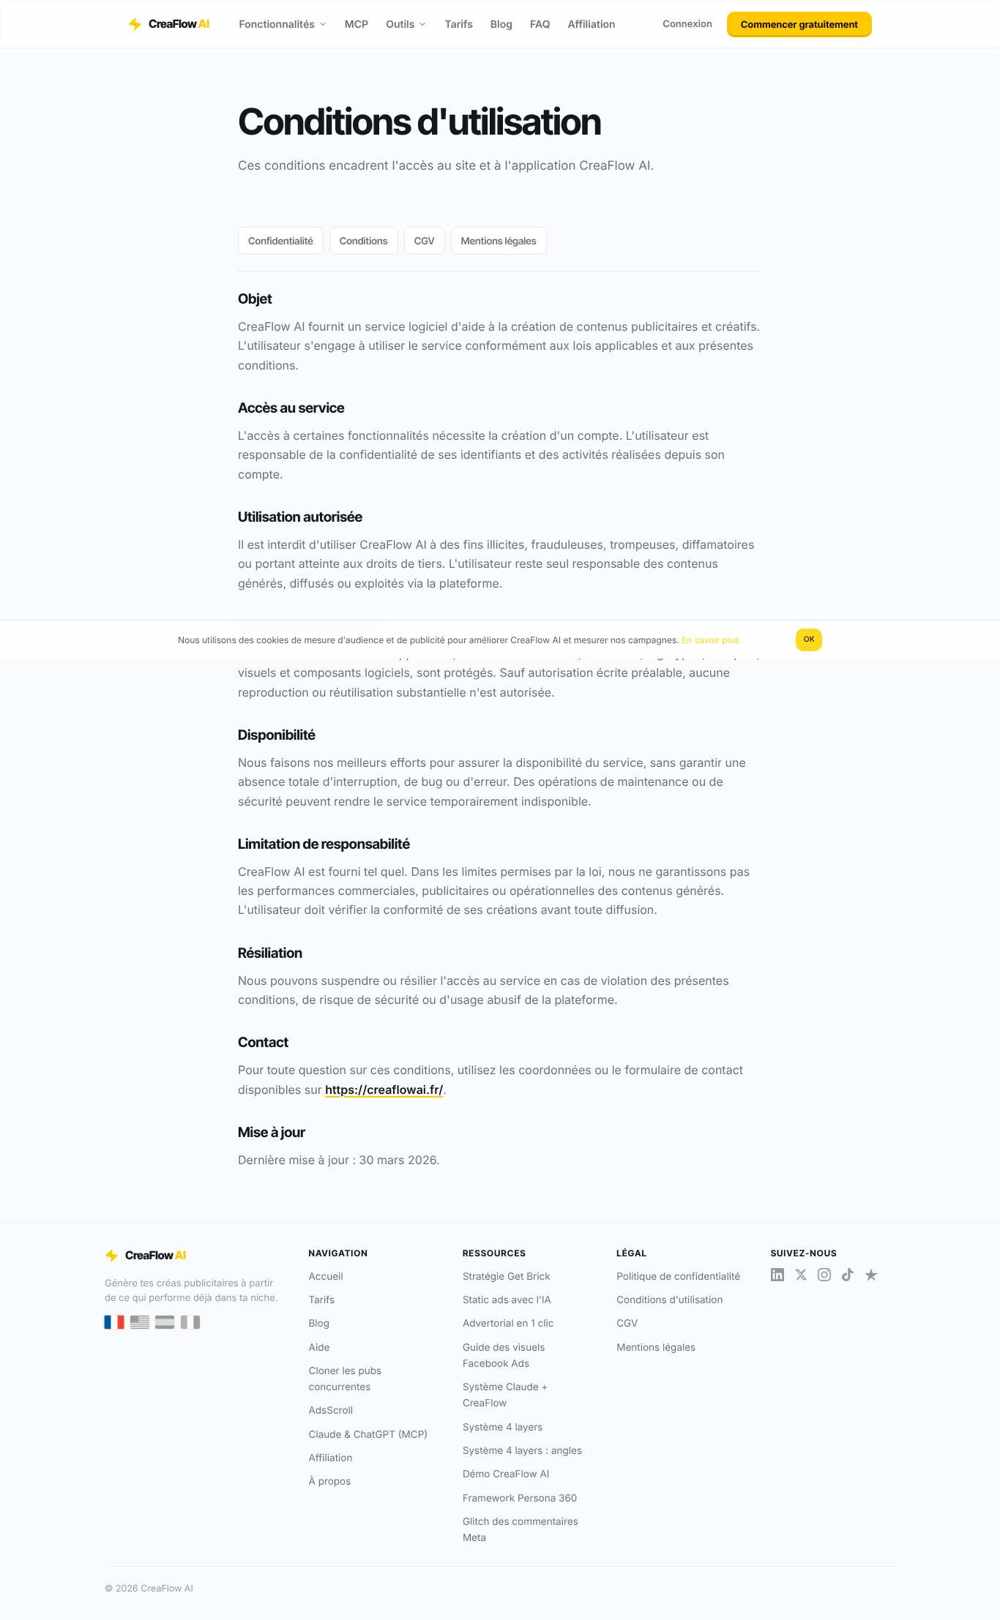 CreaFlow AI
Fonctionnalités
MCP
Outils
Tarifs
Blog
FAQ
Affiliation
Connexion
Commencer gratuitement
Conditions d'utilisation
Ces conditions encadrent l'accès au site et à l'application CreaFlow AI.
Confidentialité
Conditions
CGV
Mentions légales
Objet
CreaFlow AI fournit un service logiciel d'aide à la création de contenus publicitaires et créatifs.
L'utilisateur s'engage à utiliser le service conformément aux lois applicables et aux présentes
conditions.
Accès au service
L'accès à certaines fonctionnalités nécessite la création d'un compte. L'utilisateur est
responsable de la confidentialité de ses identifiants et des activités réalisées depuis son
compte.
Utilisation autorisée
Il est interdit d'utiliser CreaFlow AI à des fins illicites, frauduleuses, trompeuses, diffamatoires
ou portant atteinte aux droits de tiers. L'utilisateur reste seul responsable des contenus
générés, diffusés ou exploités via la plateforme.
Nous utilisons des cookies de mesure d'audience et de publicité pour améliorer CreaFlow AI et mesurer nos campagnes. En savoir plus
OK
visuels et composants logiciels, sont protégés. Sauf autorisation écrite préalable, aucune
reproduction ou réutilisation substantielle n'est autorisée.
Disponibilité
Nous faisons nos meilleurs efforts pour assurer la disponibilité du service, sans garantir une
absence totale d'interruption, de bug ou d'erreur. Des opérations de maintenance ou de
sécurité peuvent rendre le service temporairement indisponible.
Limitation de responsabilité
CreaFlow AI est fourni tel quel. Dans les limites permises par la loi, nous ne garantissons pas
les performances commerciales, publicitaires ou opérationnelles des contenus générés.
L'utilisateur doit vérifier la conformité de ses créations avant toute diffusion.
Résiliation
Nous pouvons suspendre ou résilier l'accès au service en cas de violation des présentes
conditions, de risque de sécurité ou d'usage abusif de la plateforme.
Contact
Pour toute question sur ces conditions, utilisez les coordonnées ou le formulaire de contact
disponibles sur https://creaflowai.fr/.
Mise à jour
Dernière mise à jour : 30 mars 2026.
CreaFlow AI
Génère tes créas publicitaires à partir
de ce qui performe déjà dans ta niche.
NAVIGATION
Accueil
Tarifs
Blog
Aide
Cloner les pubs
concurrentes
AdsScroll
Claude & ChatGPT (MCP)
Affiliation
À propos
RESSOURCES
Stratégie Get Brick
Static ads avec l'IA
Advertorial en 1 clic
Guide des visuels
Facebook Ads
Système Claude +
CreaFlow
Système 4 layers
Système 4 layers : angles
Démo CreaFlow AI
Framework Persona 360
Glitch des commentaires
Meta
LÉGAL
Politique de confidentialité
Conditions d'utilisation
CGV
Mentions légales
SUIVEZ-NOUS
© 2026 CreaFlow AI